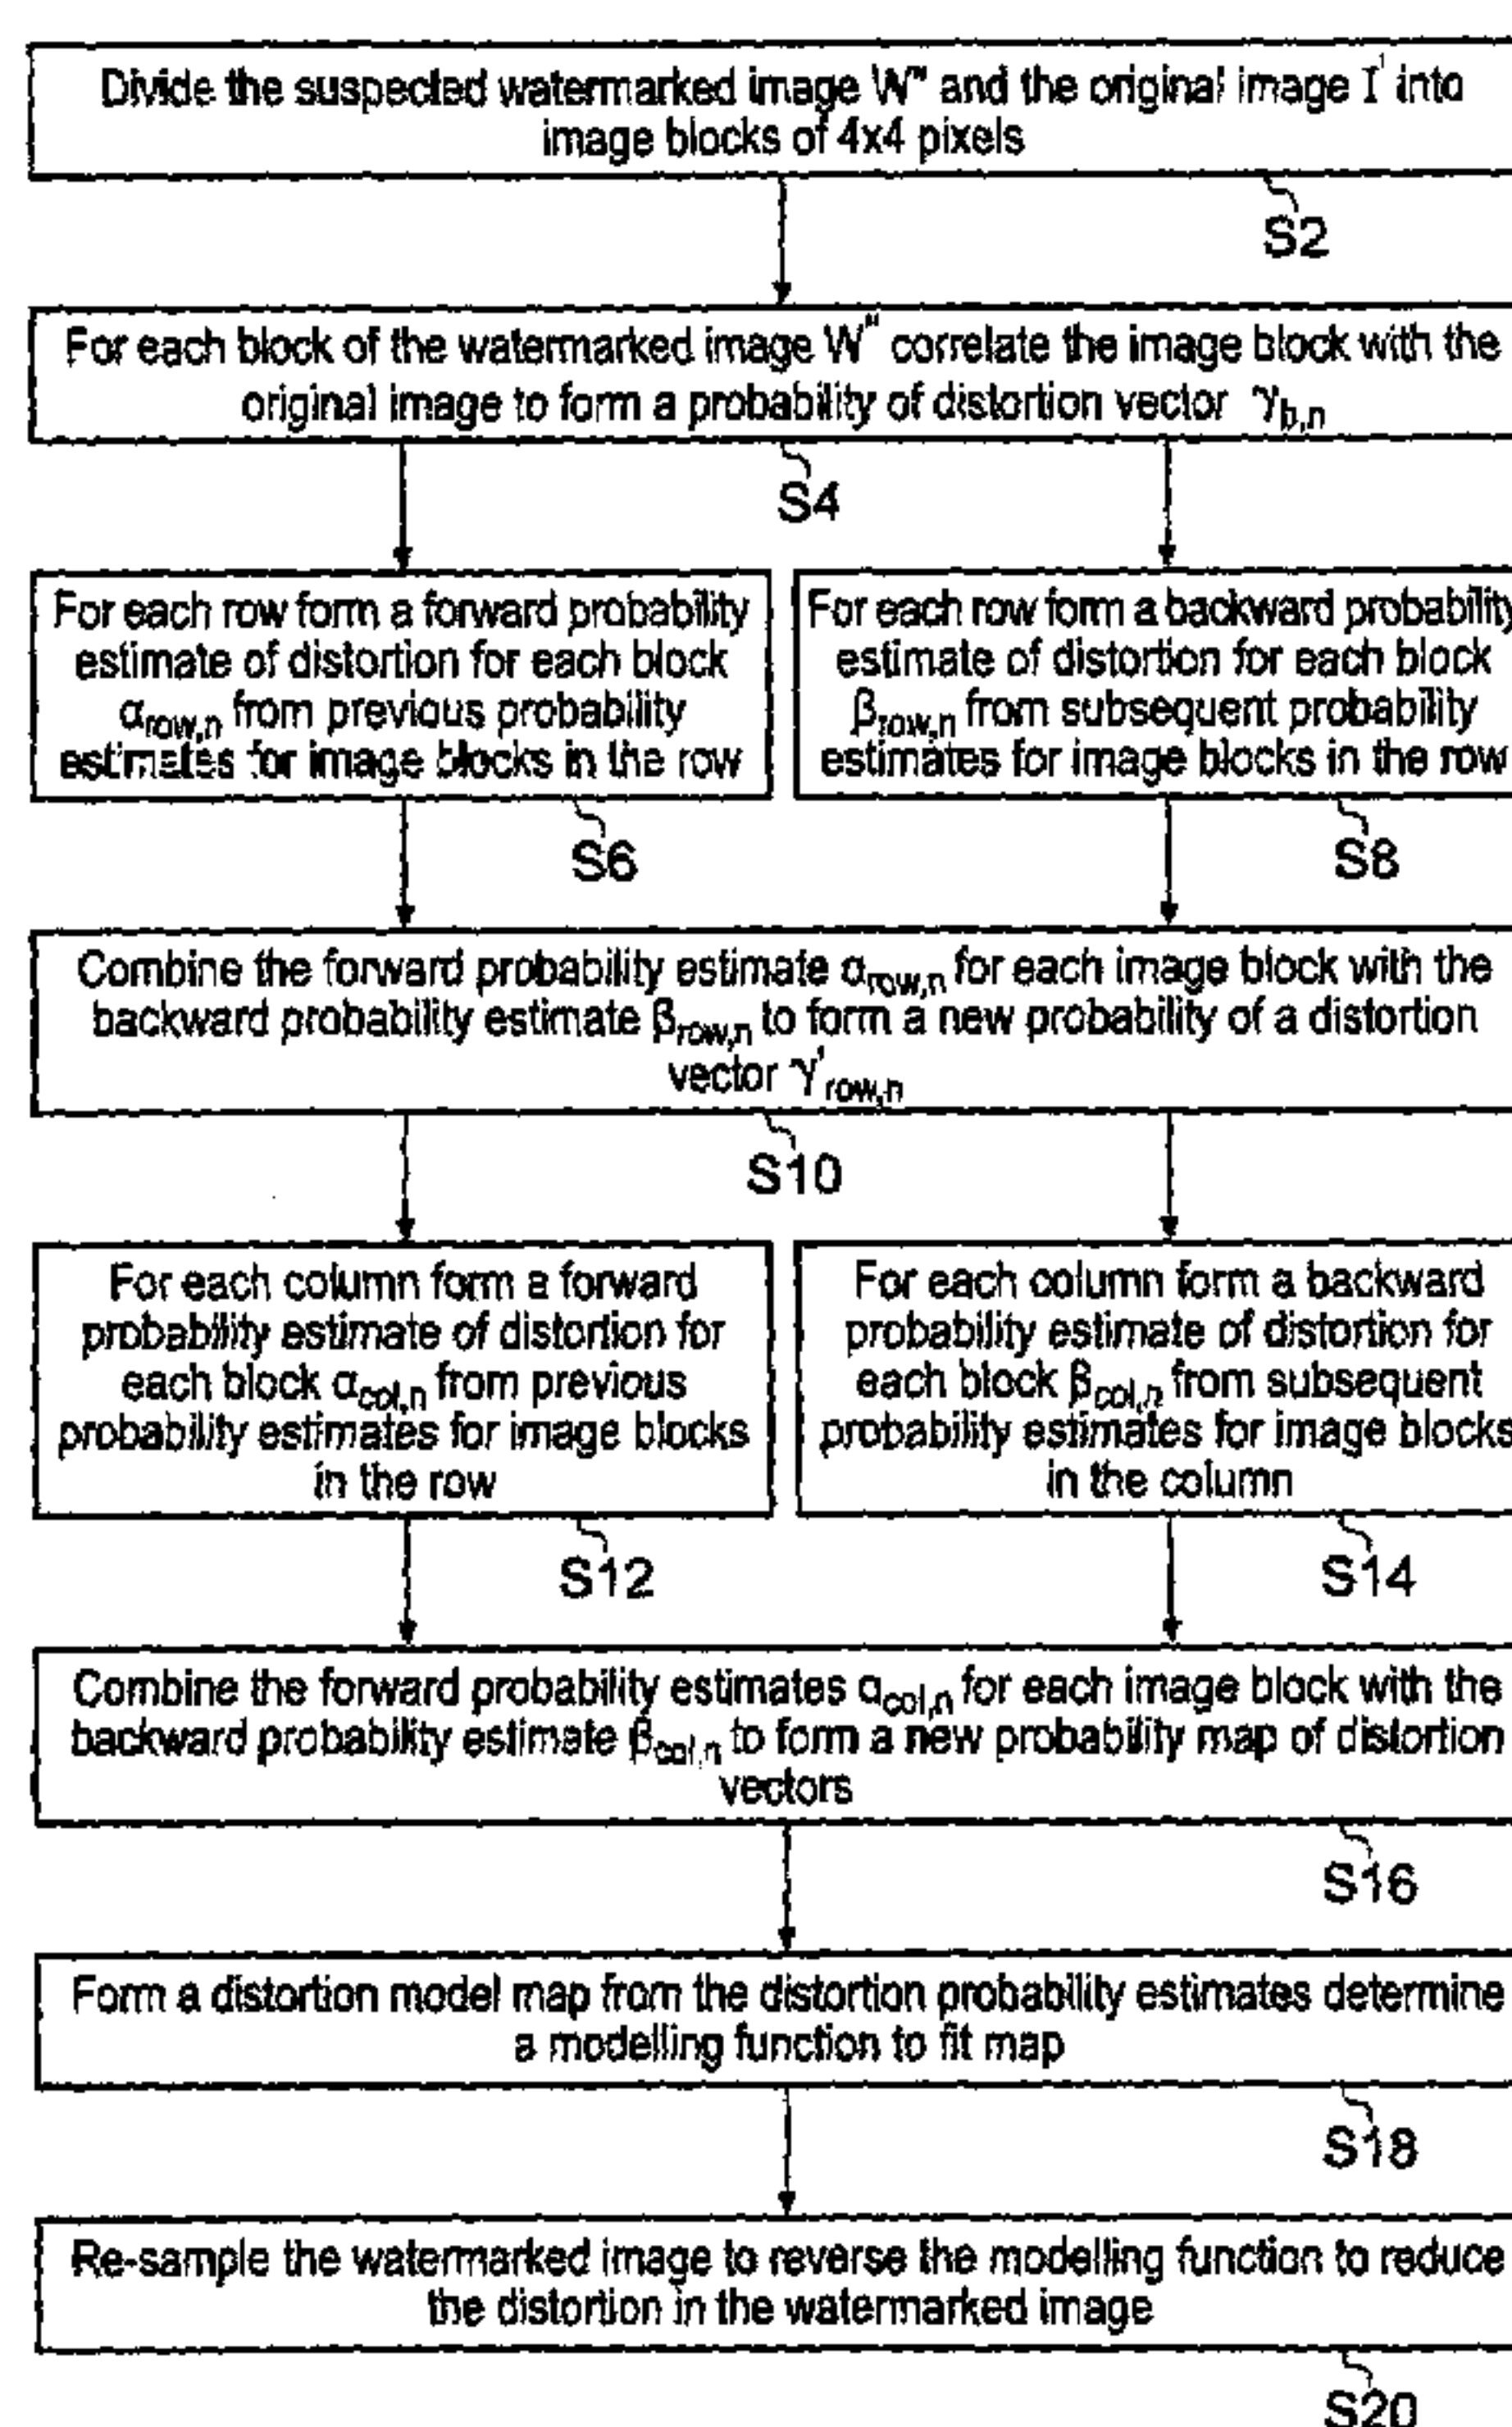 Divide the suspected watermarked image W" and the original image I' into
image blocks of 4x4 pixels
S2
For each block of the watermarked image W" correlate the image block with the
original image to form a probability of distortion vector γb,n
S4
For each row form a forward probability
estimate of distortion for each block
αrow,n from previous probability
estimates for image blocks in the row
S6
For each row form a backward probability
estimate of distortion for each block
βrow,n from subsequent probability
estimates for image blocks in the row
S8
Combine the forward probability estimate αrow,n for each image block with the
backward probability estimate βrow,n to form a new probability of a distortion
vector γ'row,n
S10
For each column form a forward
probability estimate of distortion for
each block αcol,n from previous
probability estimates for image blocks
in the row
S12
For each column form a backward
probability estimate of distortion for
each block βcol,n from subsequent
probability estimates for image blocks
in the column
S14
Combine the forward probability estimates αcol,n for each image block with the
backward probability estimate βcol,n to form a new probability map of distortion
vectors
S16
Form a distortion model map from the distortion probability estimates determine
a modelling function to fit map
S18
Re-sample the watermarked image to reverse the modelling function to reduce
the distortion in the watermarked image
S20